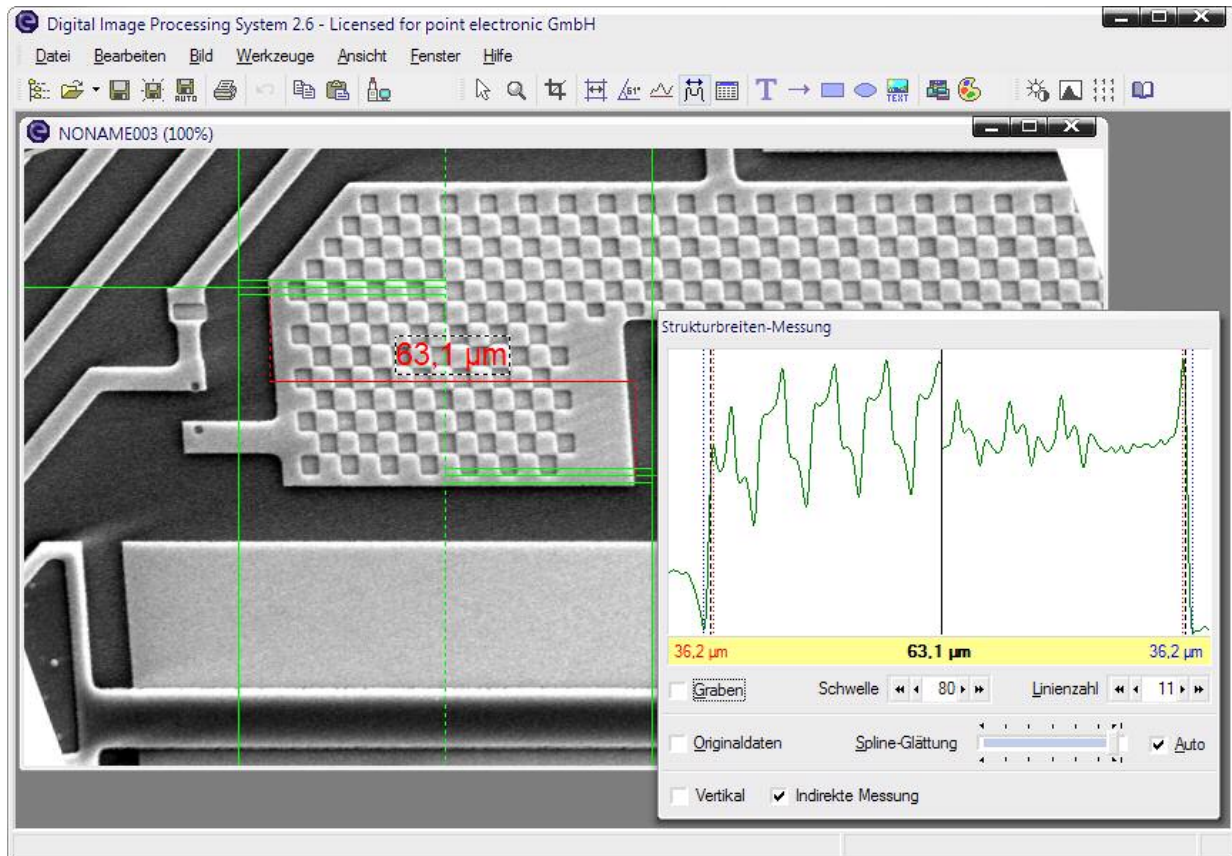 Digital Image Processing System 2.6 - Licensed for point electronic GmbH
Datei Bearbeiten Bild Werkzeuge Ansicht Fenster Hilfe
AUTO
61°
T
TEXT
NONAME003 (100%)
63,1 µm
Strukturbreiten-Messung
36,2 µm 63,1 µm 36,2 µm
Graben Schwelle 80 Linienzahl 11
Originaldaten Spline-Glättung Auto
Vertikal Indirekte Messung